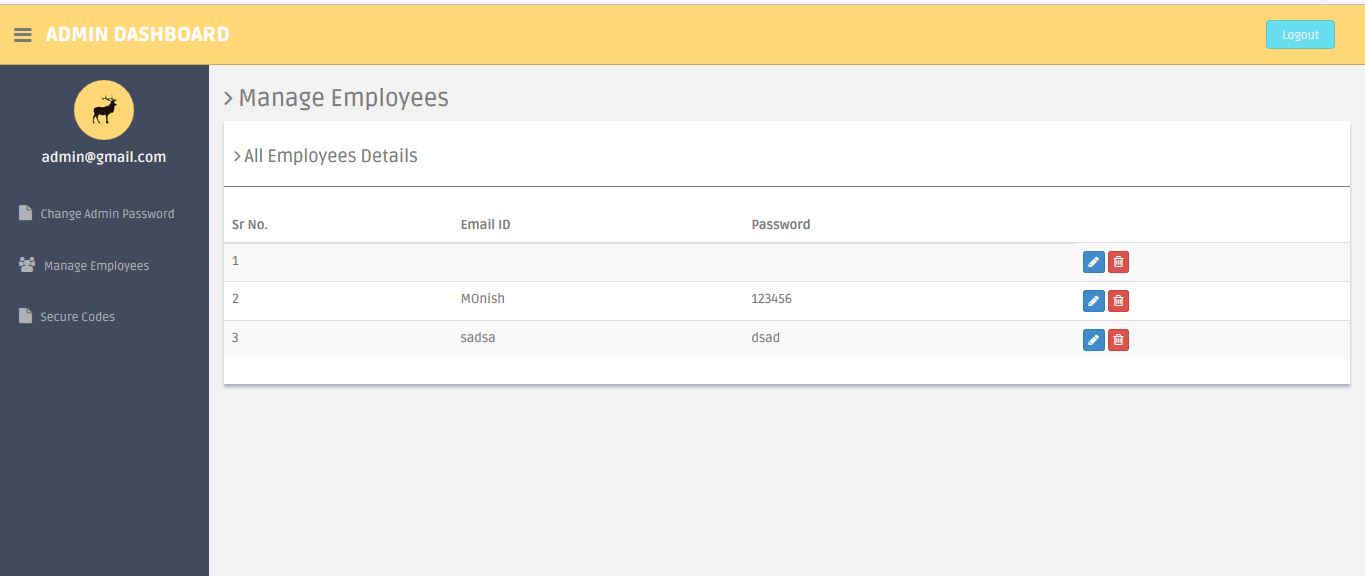 ADMIN DASHBOARD
Logout
admin@gmail.com
Change Admin Password
Manage Employees
Secure Codes
Manage Employees
All Employees Details
Sr No. Email ID Password
1
2 MOnish 123456
3 sadsa dsad